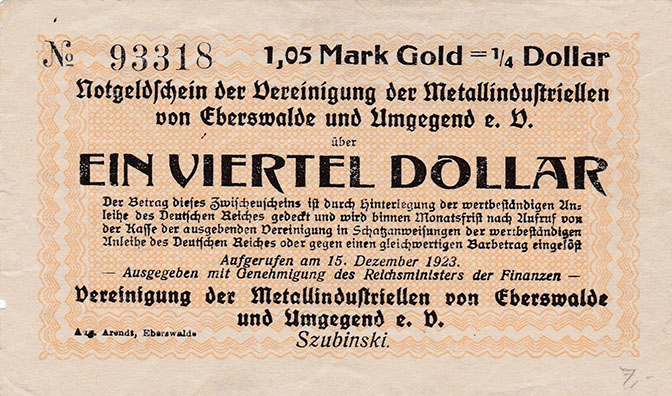 № 93318 1,05 Mark Gold = 1/4 Dollar
Notgeldschein der Vereinigung der Metallindustriellen
von Eberswalde und Umgegend e. V.
über
EIN VIERTEL DOLLAR
Der Betrag dieses Zwischenscheins ist durch Hinterlegung der wertbeständigen An-
leihe des Deutschen Reiches gedeckt und wird binnen Monatsfrist nach Aufruf von
der Kasse der ausgebenden Vereinigung in Schatzanweisungen der wertbeständigen
Anleihe des Deutschen Reiches oder gegen einen gleichwertigen Barbetrag eingelöst
Aufgerufen am 15. Dezember 1923.
— Ausgegeben mit Genehmigung des Reichsministers der Finanzen —
Vereinigung der Metallindustriellen von Eberswalde
und Umgegend e. V.
Aug. Arendt, Eberswalde
Szubinski.
7,-